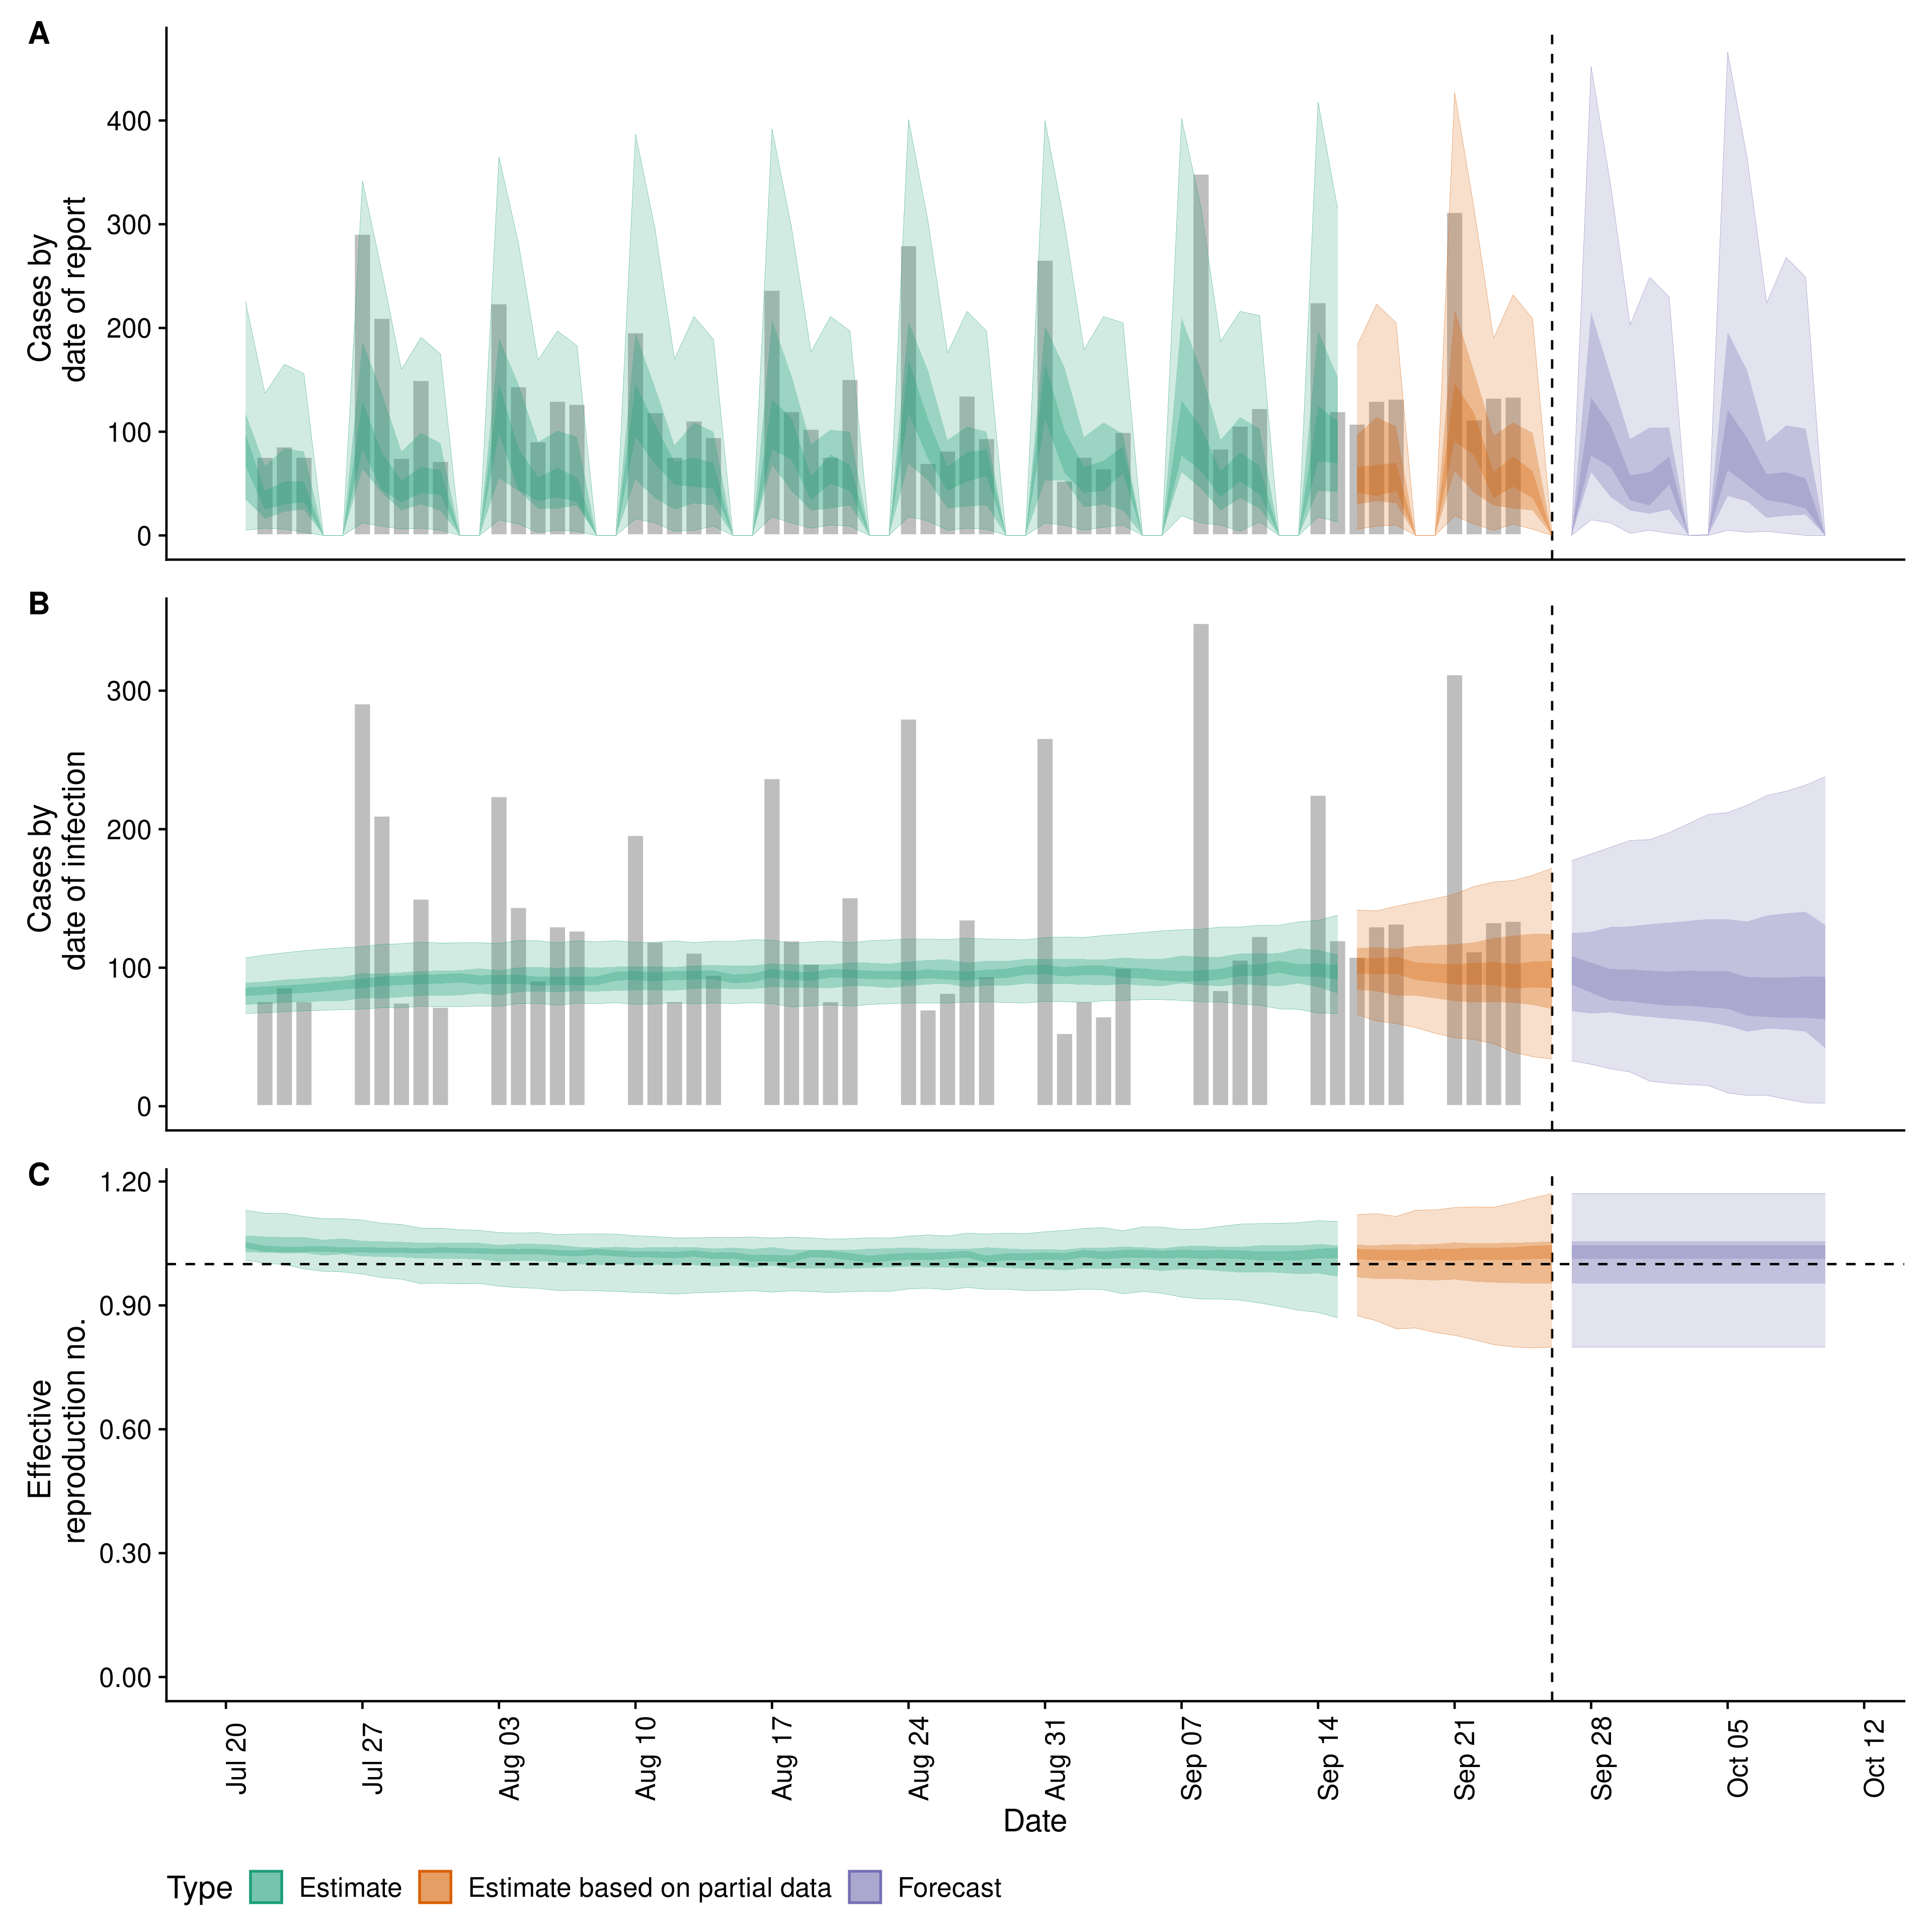 A
Cases by
date of report
400
300
200
100
0
B
Cases by
date of infection
300
200
100
0
C
Effective
reproduction no.
1.20
0.90
0.60
0.30
0.00
Jul 20
Jul 27
Aug 03
Aug 10
Aug 17
Aug 24
Aug 31
Sep 07
Sep 14
Sep 21
Sep 28
Oct 05
Oct 12
Date
Type
Estimate
Estimate based on partial data
Forecast